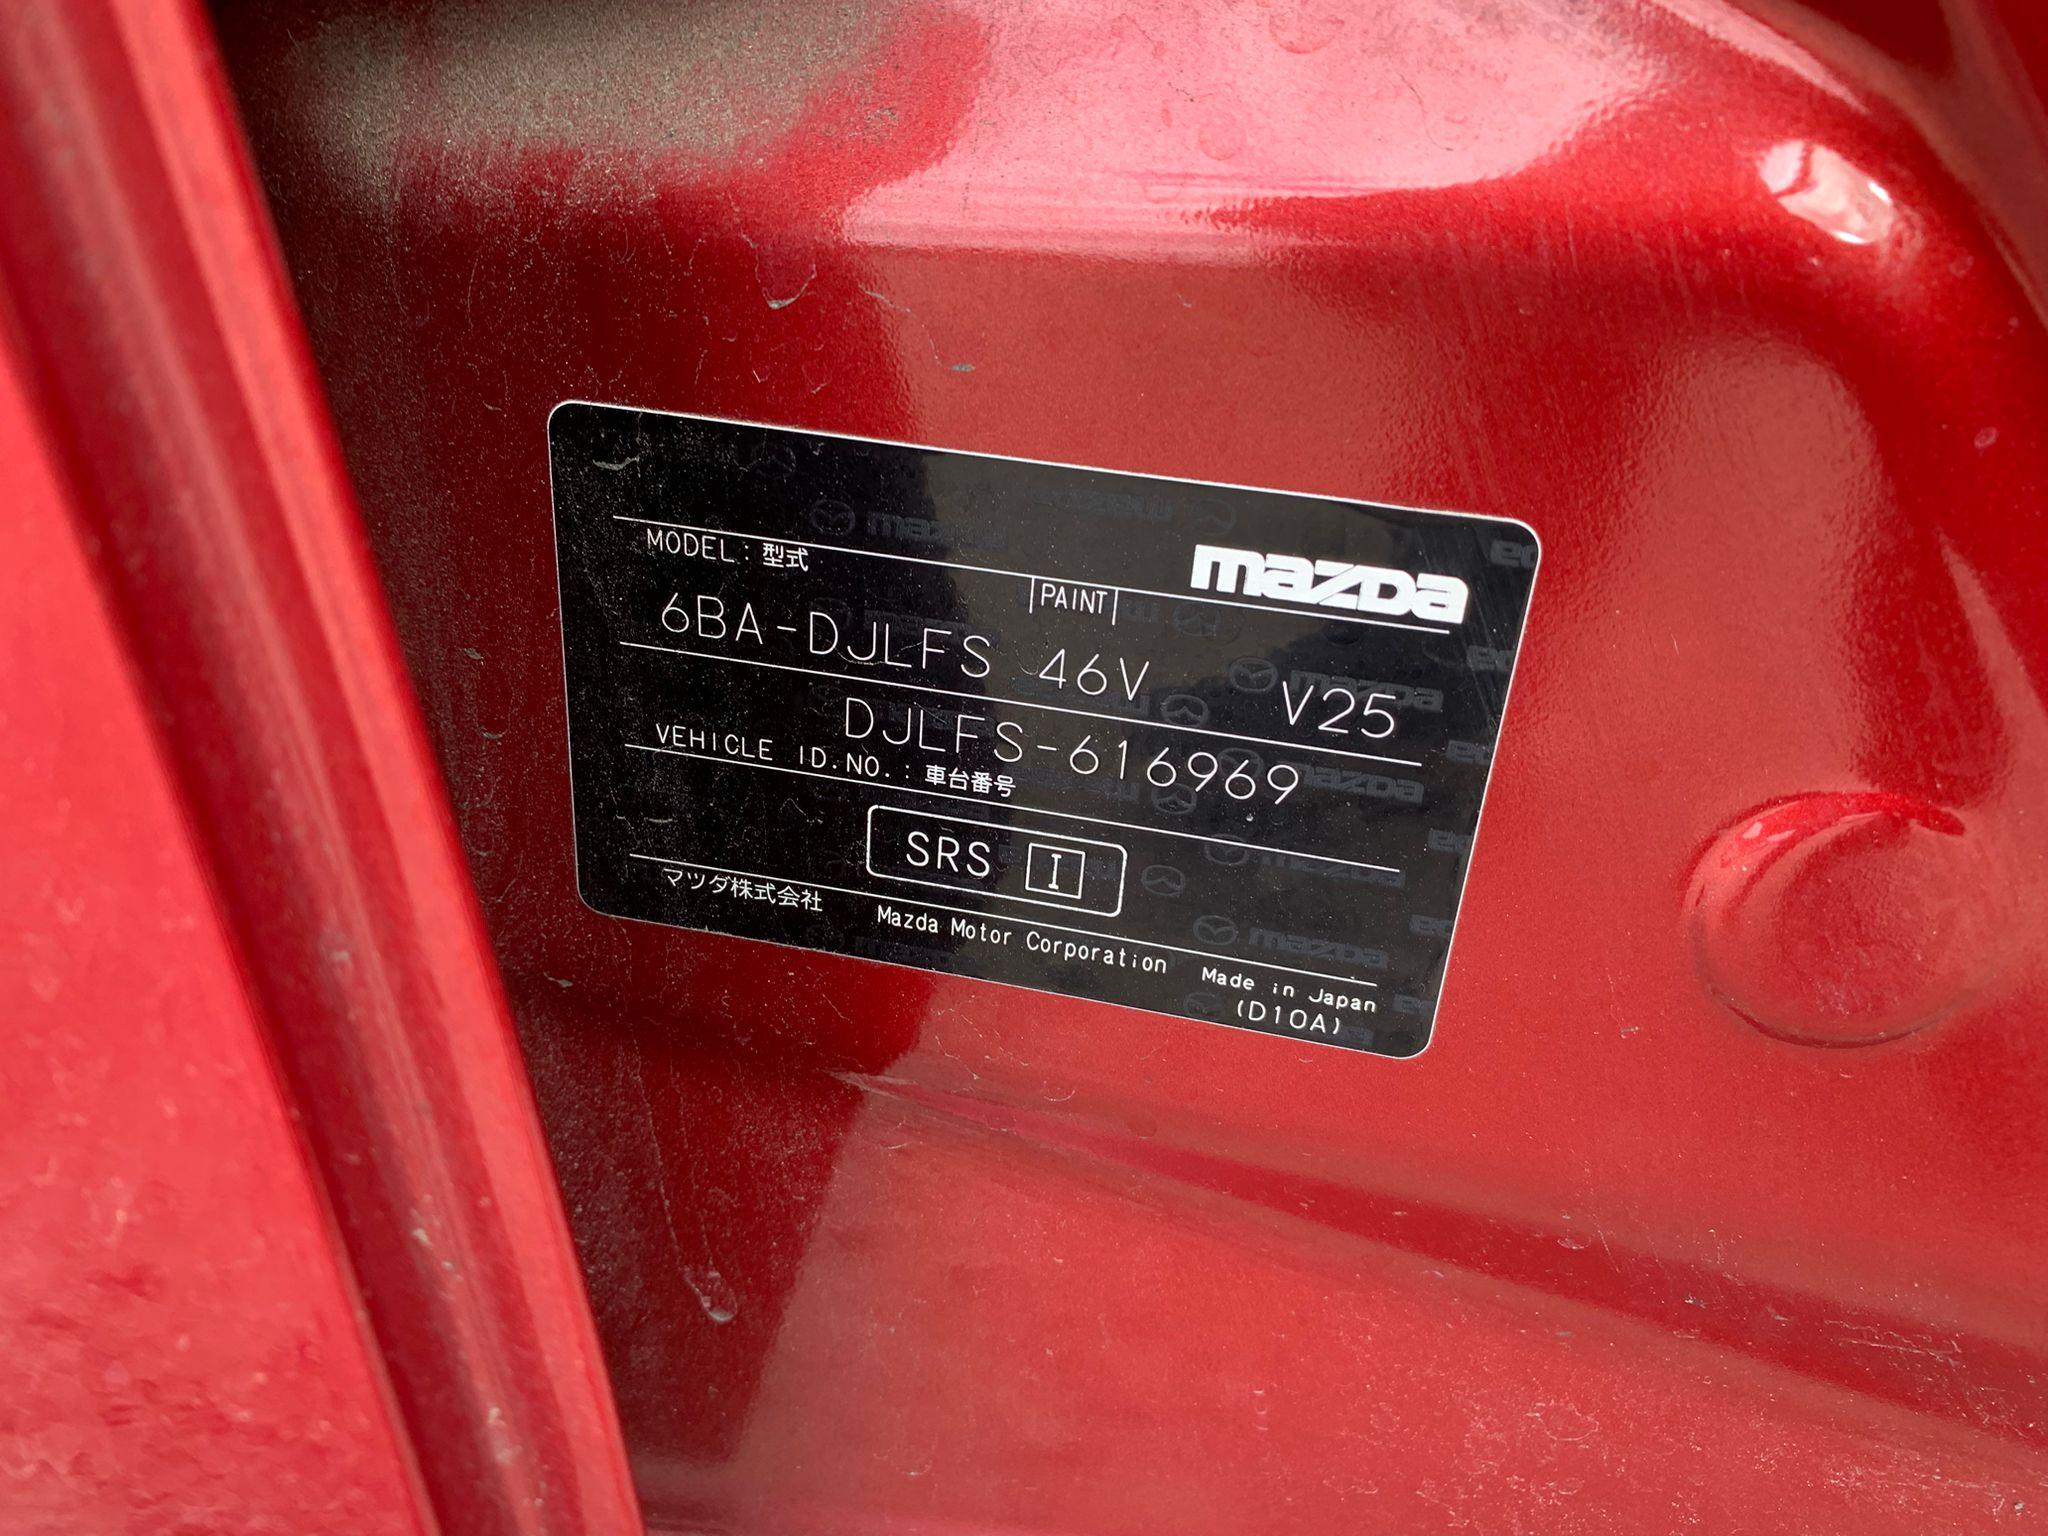 mazda
MODEL : 型式
PAINT
6BA-DJLFS 46V V25
DJLFS-616969
VEHICLE ID.NO. : 車台番号
SRS I
マツダ株式会社 Mazda Motor Corporation Made in Japan
(D10A)